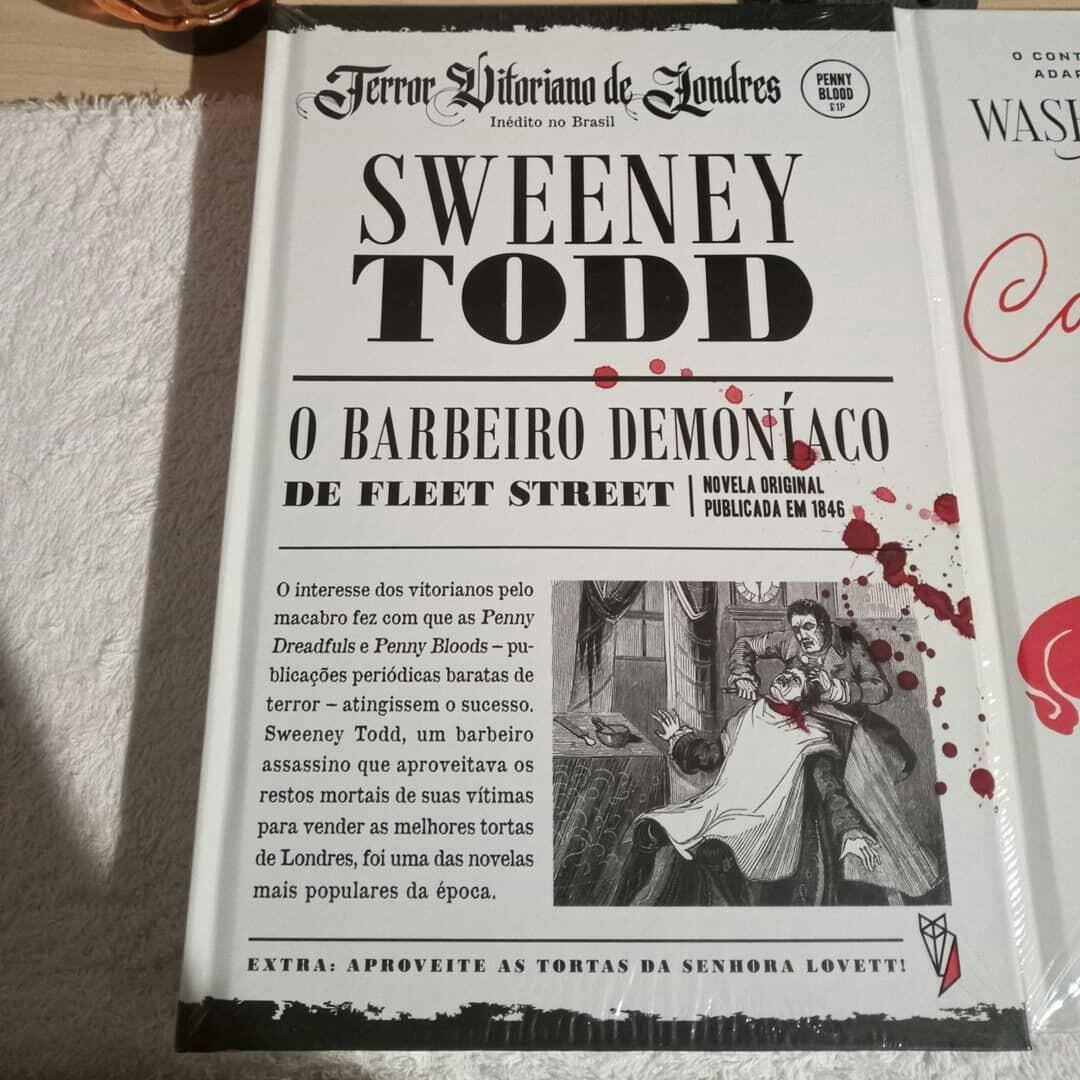 Terror Vitoriano de Londres
Inédito no Brasil
PENNY
BLOOD
£1P
SWEENEY
TODD
O BARBEIRO DEMONÍACO
DE FLEET STREET
NOVELA ORIGINAL
PUBLICADA EM 1846
O interesse dos vitorianos pelo
macabro fez com que as Penny
Dreadfuls e Penny Bloods – pu-
blicações periódicas baratas de
terror – atingissem o sucesso.
Sweeney Todd, um barbeiro
assassino que aproveitava os
restos mortais de suas vítimas
para vender as melhores tortas
de Londres, foi uma das novelas
mais populares da época.
EXTRA: APROVEITE AS TORTAS DA SENHORA LOVETT!
O CONT
ADAP
WASH
Ca